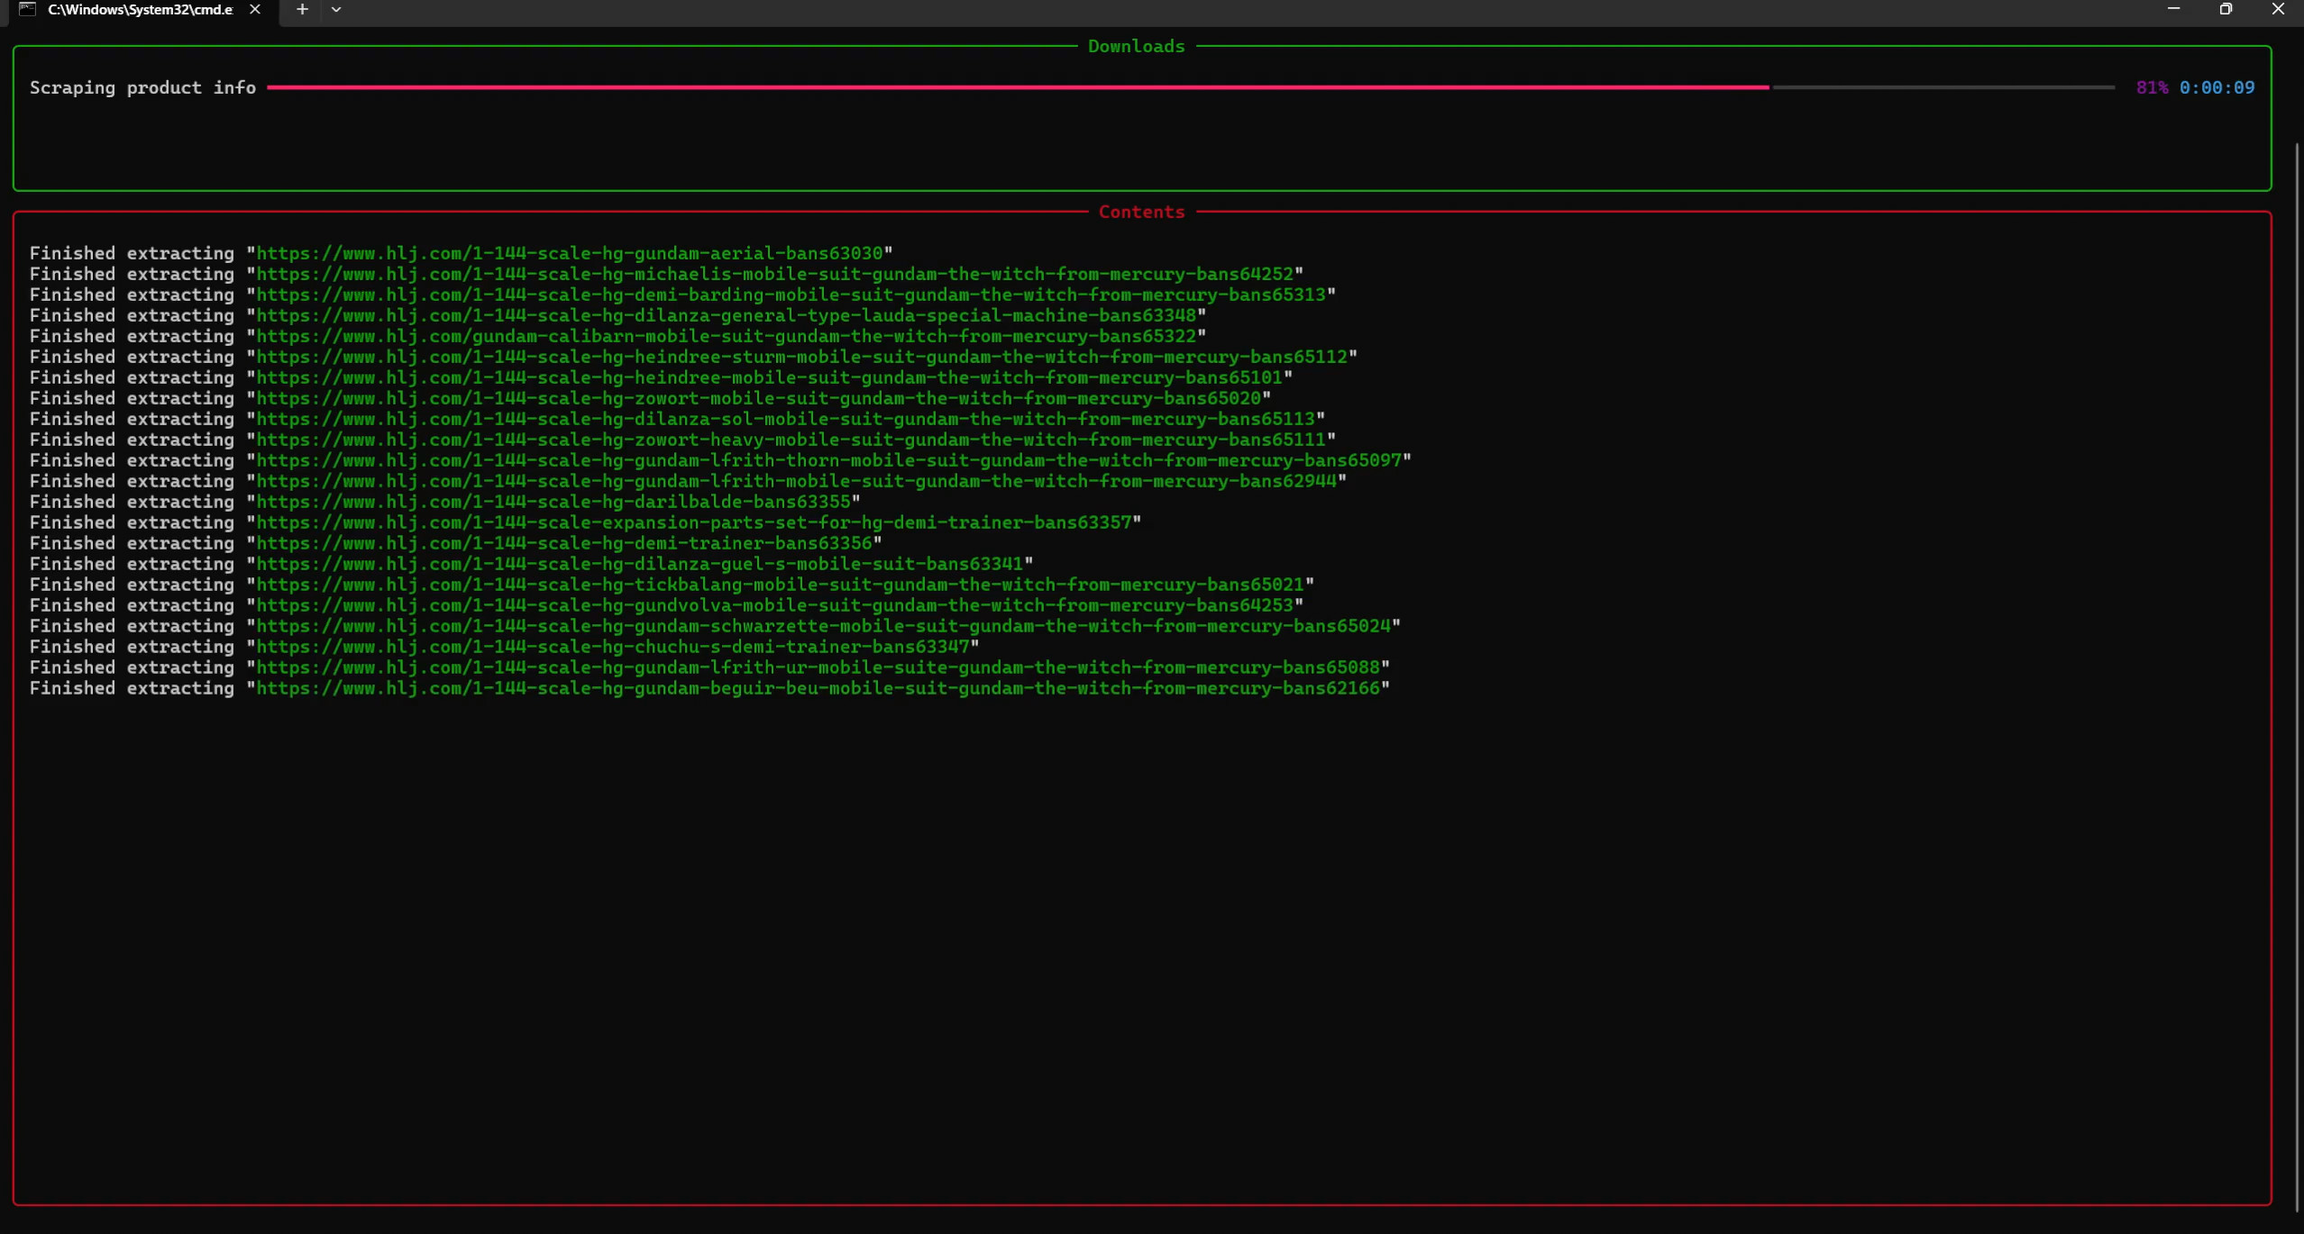 C:\Windows\System32\cmd.e
Downloads
Scraping product info 81% 0:00:09
Contents
Finished extracting "https://www.hlj.com/1-144-scale-hg-gundam-aerial-bans63030"
Finished extracting "https://www.hlj.com/1-144-scale-hg-michaelis-mobile-suit-gundam-the-witch-from-mercury-bans64252"
Finished extracting "https://www.hlj.com/1-144-scale-hg-demi-barding-mobile-suit-gundam-the-witch-from-mercury-bans65313"
Finished extracting "https://www.hlj.com/1-144-scale-hg-dilanza-general-type-lauda-special-machine-bans63348"
Finished extracting "https://www.hlj.com/gundam-calibarn-mobile-suit-gundam-the-witch-from-mercury-bans65322"
Finished extracting "https://www.hlj.com/1-144-scale-hg-heindree-sturm-mobile-suit-gundam-the-witch-from-mercury-bans65112"
Finished extracting "https://www.hlj.com/1-144-scale-hg-heindree-mobile-suit-gundam-the-witch-from-mercury-bans65101"
Finished extracting "https://www.hlj.com/1-144-scale-hg-zowort-mobile-suit-gundam-the-witch-from-mercury-bans65020"
Finished extracting "https://www.hlj.com/1-144-scale-hg-dilanza-sol-mobile-suit-gundam-the-witch-from-mercury-bans65113"
Finished extracting "https://www.hlj.com/1-144-scale-hg-zowort-heavy-mobile-suit-gundam-the-witch-from-mercury-bans65111"
Finished extracting "https://www.hlj.com/1-144-scale-hg-gundam-lfrith-thorn-mobile-suit-gundam-the-witch-from-mercury-bans65097"
Finished extracting "https://www.hlj.com/1-144-scale-hg-gundam-lfrith-mobile-suit-gundam-the-witch-from-mercury-bans62944"
Finished extracting "https://www.hlj.com/1-144-scale-hg-darilbalde-bans63355"
Finished extracting "https://www.hlj.com/1-144-scale-expansion-parts-set-for-hg-demi-trainer-bans63357"
Finished extracting "https://www.hlj.com/1-144-scale-hg-demi-trainer-bans63356"
Finished extracting "https://www.hlj.com/1-144-scale-hg-dilanza-guel-s-mobile-suit-bans63341"
Finished extracting "https://www.hlj.com/1-144-scale-hg-tickbalang-mobile-suit-gundam-the-witch-from-mercury-bans65021"
Finished extracting "https://www.hlj.com/1-144-scale-hg-gundvolva-mobile-suit-gundam-the-witch-from-mercury-bans64253"
Finished extracting "https://www.hlj.com/1-144-scale-hg-gundam-schwarzette-mobile-suit-gundam-the-witch-from-mercury-bans65024"
Finished extracting "https://www.hlj.com/1-144-scale-hg-chuchu-s-demi-trainer-bans63347"
Finished extracting "https://www.hlj.com/1-144-scale-hg-gundam-lfrith-ur-mobile-suite-gundam-the-witch-from-mercury-bans65088"
Finished extracting "https://www.hlj.com/1-144-scale-hg-gundam-beguir-beu-mobile-suit-gundam-the-witch-from-mercury-bans62166"